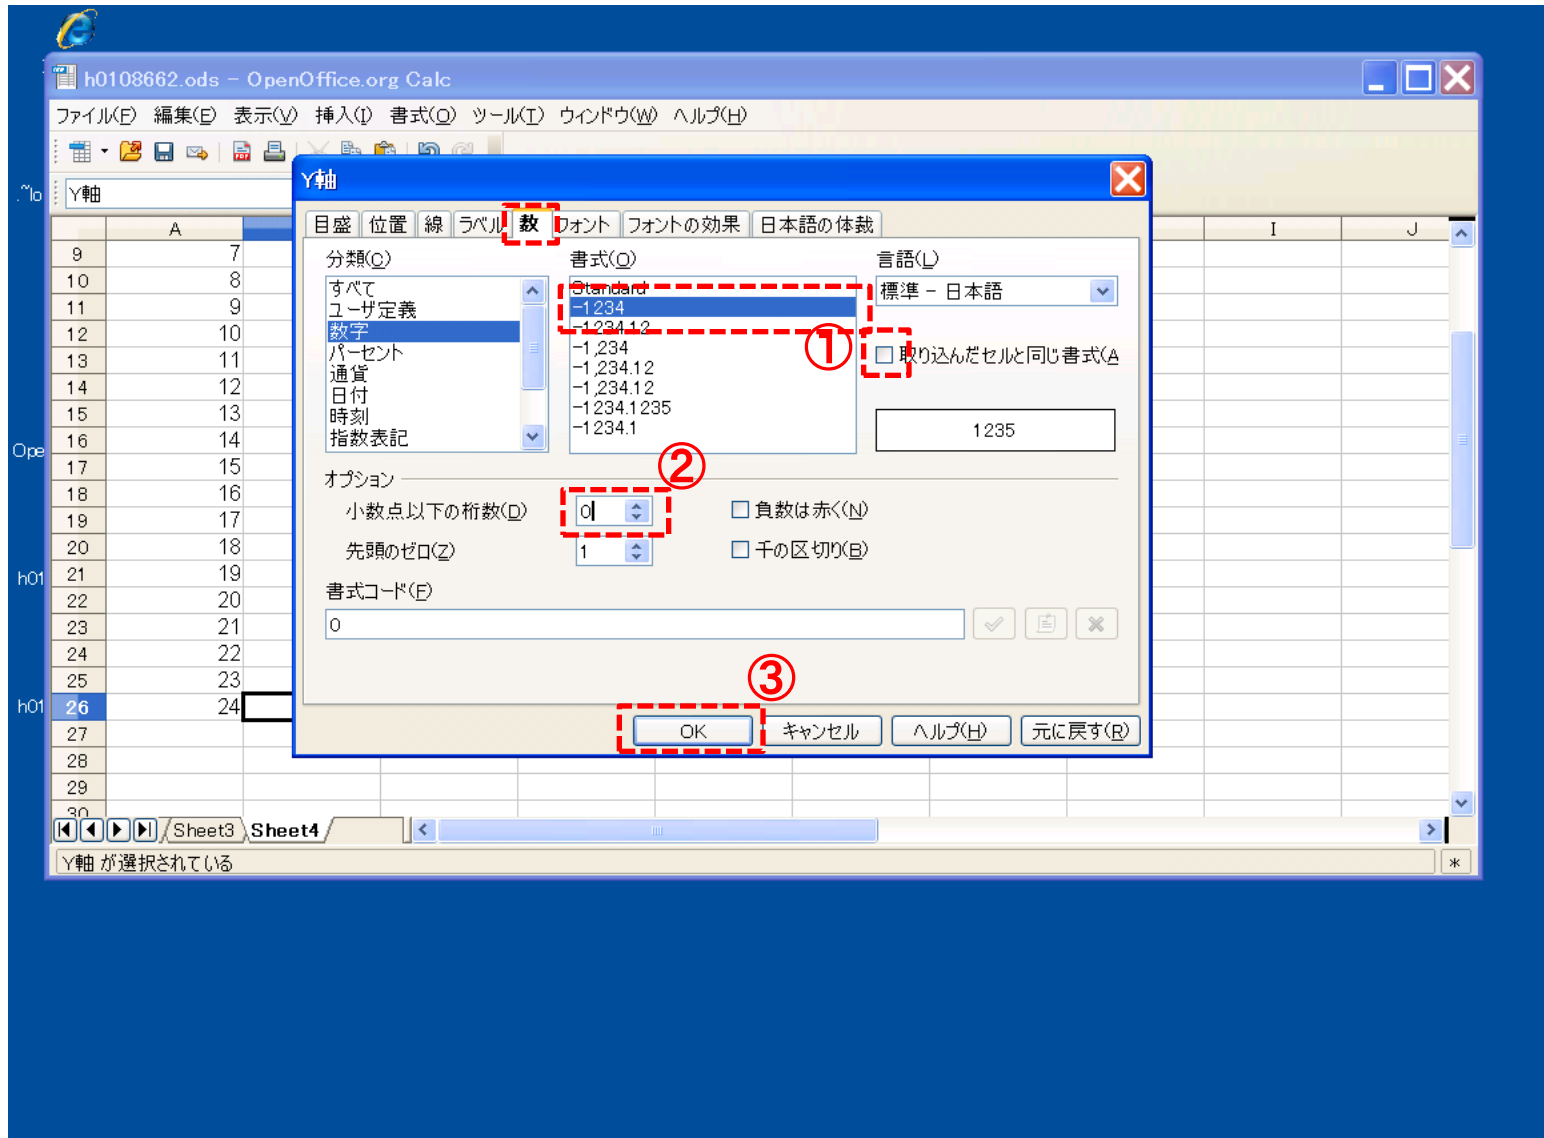 h0108662.ods - OpenOffice.org Calc
ファイル(F) 編集(E) 表示(V) 挿入(I) 書式(O) ツール(T) ウィンドウ(W) ヘルプ(H)
.~lo
Y軸
Y軸
目盛 位置 線 ラベル 数 フォント フォントの効果 日本語の体裁
A I J
9 7
10 8
11 9
12 10
13 11
14 12
15 13
16 14
17 15
18 16
19 17
20 18
21 19
22 20
23 21
24 22
25 23
26 24
27
28
29
30
Ope
h01
h01
分類(C)
すべて
ユーザ定義
数字
パーセント
通貨
日付
時刻
指数表記
書式(O)
Standard
-1234
-1234.12
-1,234
-1,234.12
-1,234.12
-1234.1235
-1234.1
言語(L)
標準 - 日本語
①
取り込んだセルと同じ書式(A
1235
②
オプション
小数点以下の桁数(D) 0 負数は赤く(N)
先頭のゼロ(Z) 1 千の区切り(B)
書式コード(F)
0
③
OK キャンセル ヘルプ(H) 元に戻す(R)
Sheet3 Sheet4
Y軸 が選択されている *